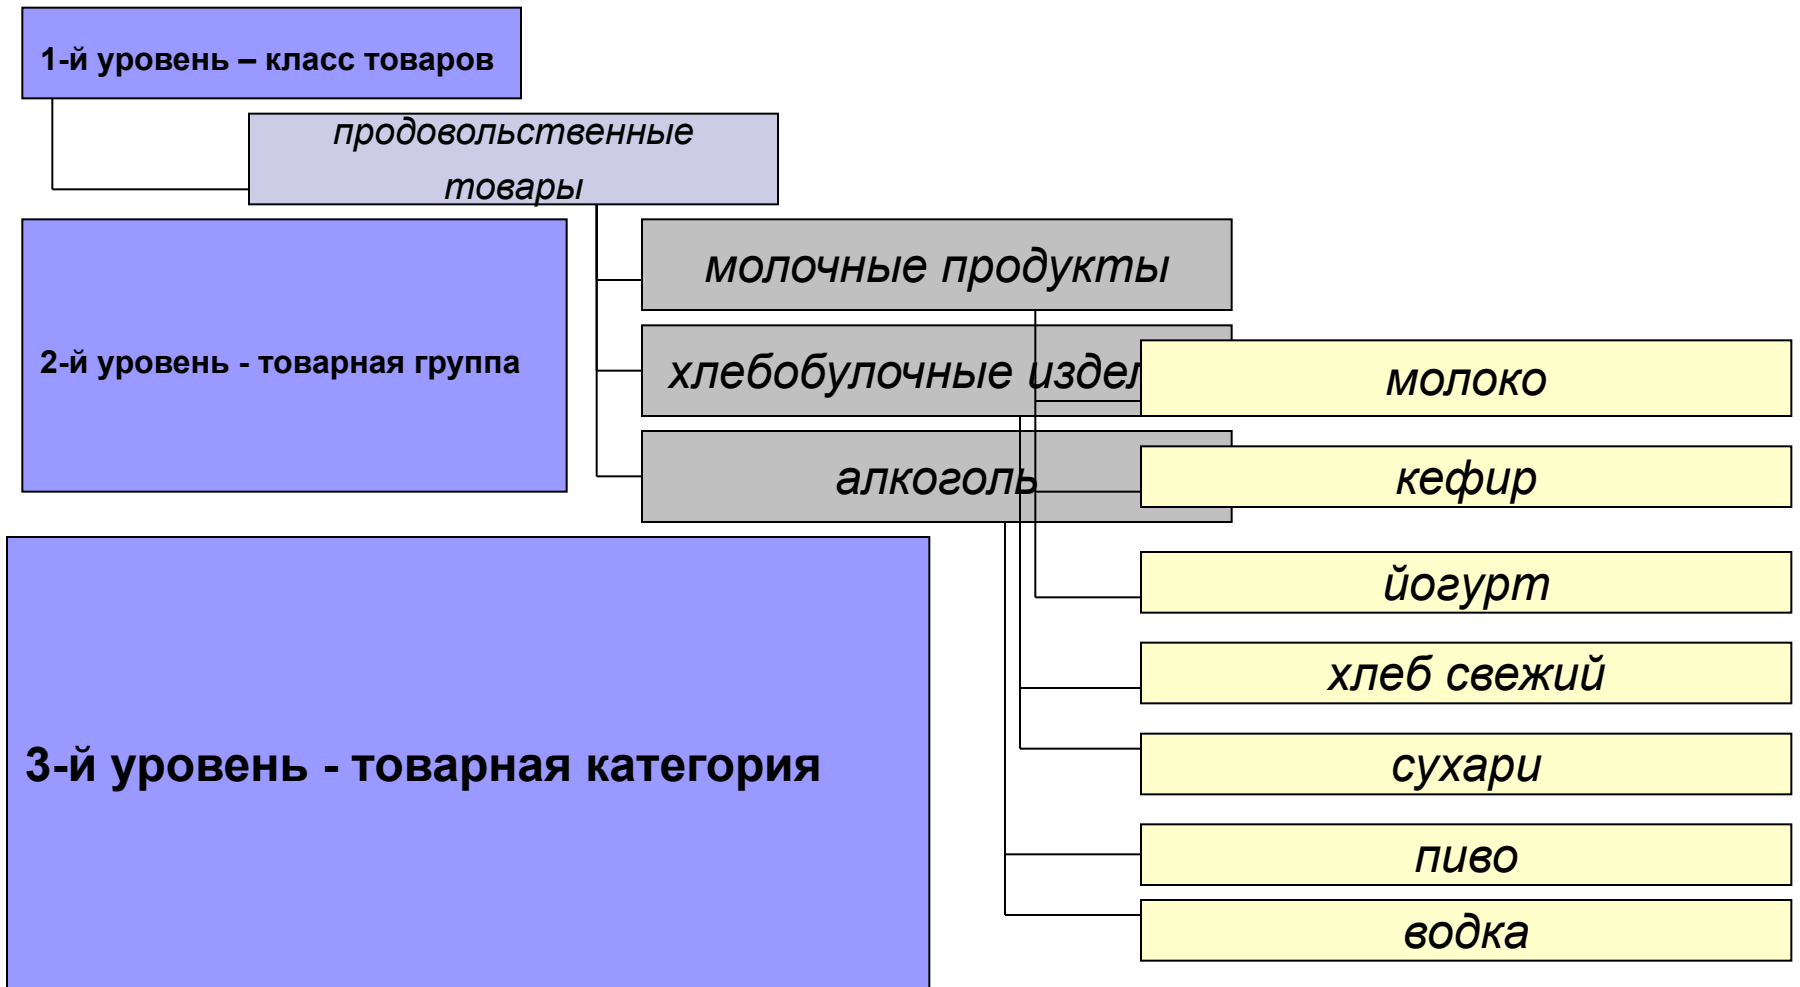 1-й уровень – класс товаров
продовольственные
товары
2-й уровень - товарная группа
молочные продукты
хлебобулочные
алкоголь
3-й уровень - товарная категория
молоко
кефир
йогурт
хлеб свежий
сухари
пиво
водка